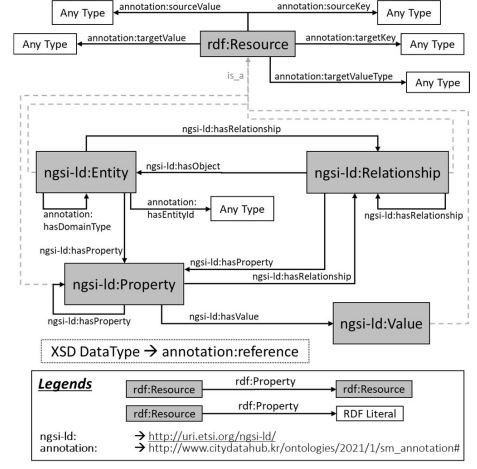 annotation:sourceValue annotation:sourceKey
Any Type Any Type
annotation:targetValue rdf:Resource annotation:targetKey
Any Type Any Type
annotation:targetValueType
is_a Any Type
ngsi-ld:hasRelationship
ngsi-ld:Entity ngsi-ld:hasObject ngsi-ld:Relationship
annotation:
hasDomainType
annotation:
hasEntityId
Any Type
ngsi-ld:hasRelationship
ngsi-ld:hasProperty
ngsi-ld:hasProperty
ngsi-ld:Property
ngsi-ld:hasRelationship
ngsi-ld:hasProperty
ngsi-ld:hasValue
ngsi-ld:Value
XSD DataType → annotation:reference
Legends
rdf:Resource rdf:Property rdf:Resource
rdf:Resource rdf:Property RDF Literal
ngsi-ld: → http://uri.etsi.org/ngsi-ld/
annotation: → http://www.citydatahub.kr/ontologies/2021/1/sm_annotation#